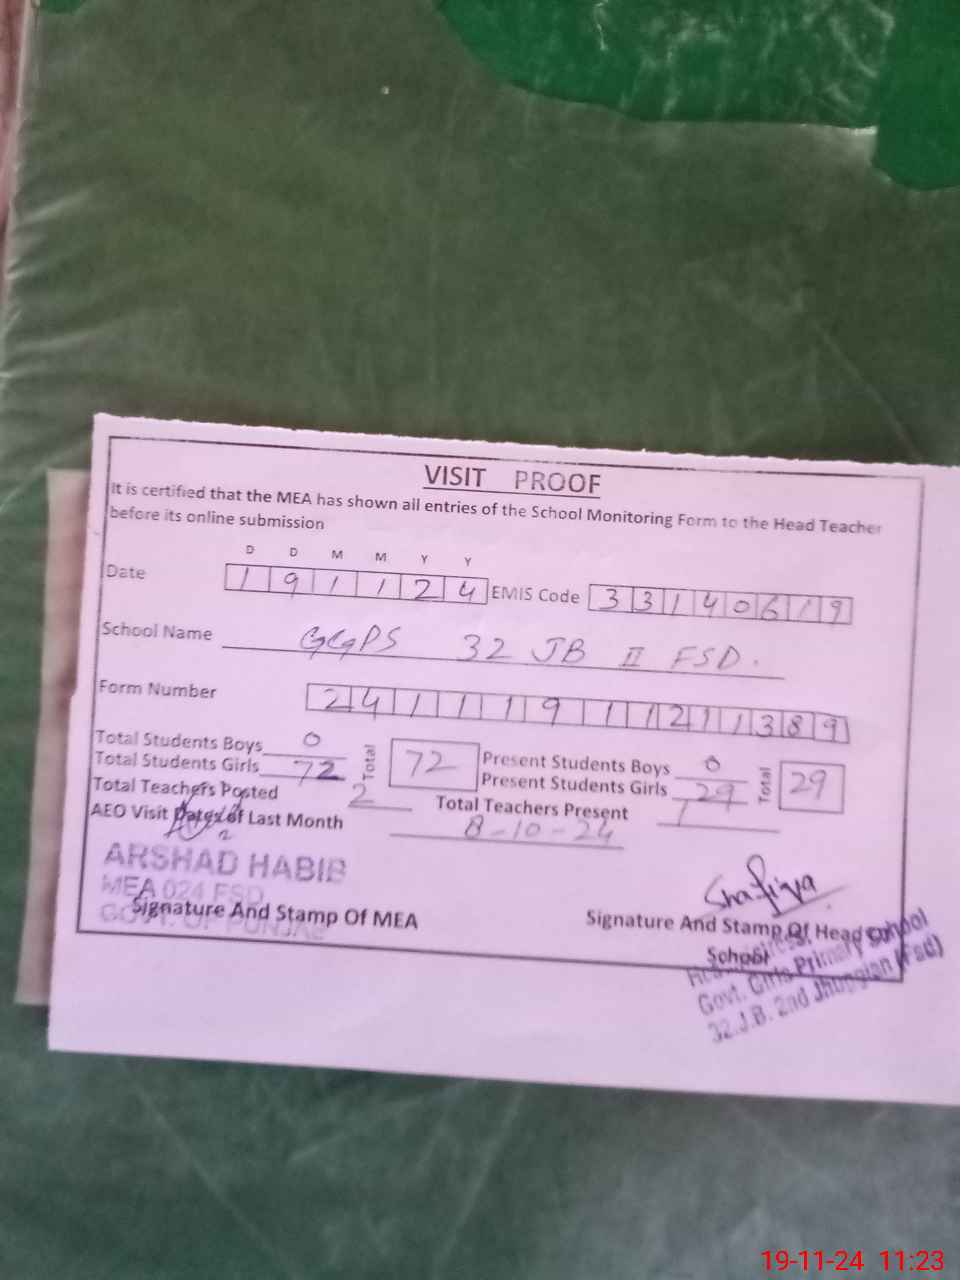 VISIT PROOF
It is certified that the MEA has shown all entries of the School Monitoring Form to the Head Teacher
before its online submission
D D M M Y Y
Date 1 9 1 1 2 4 EMIS Code 3 3 1 4 0 6 1 9
School Name GGPS 32 JB II FSD.
Form Number 2 4 1 1 1 9 1 1 2 1 1 3 8 9
Total Students Boys 0 Total 72 Present Students Boys 0 Total 29
Total Students Girls 72 Present Students Girls 29
Total Teachers Posted 2 Total Teachers Present 1
AEO Visit Dates of Last Month 8-10-24
ARSHAD HABIB
MEA 024 FSD
GOVT. OF PUNJAB
Signature And Stamp Of MEA
Shafiqa
Signature And Stamp Of Head
School
Govt. Girls Primary School
32.J.B. 2nd Jhungian (Fsd)
19-11-24 11:23